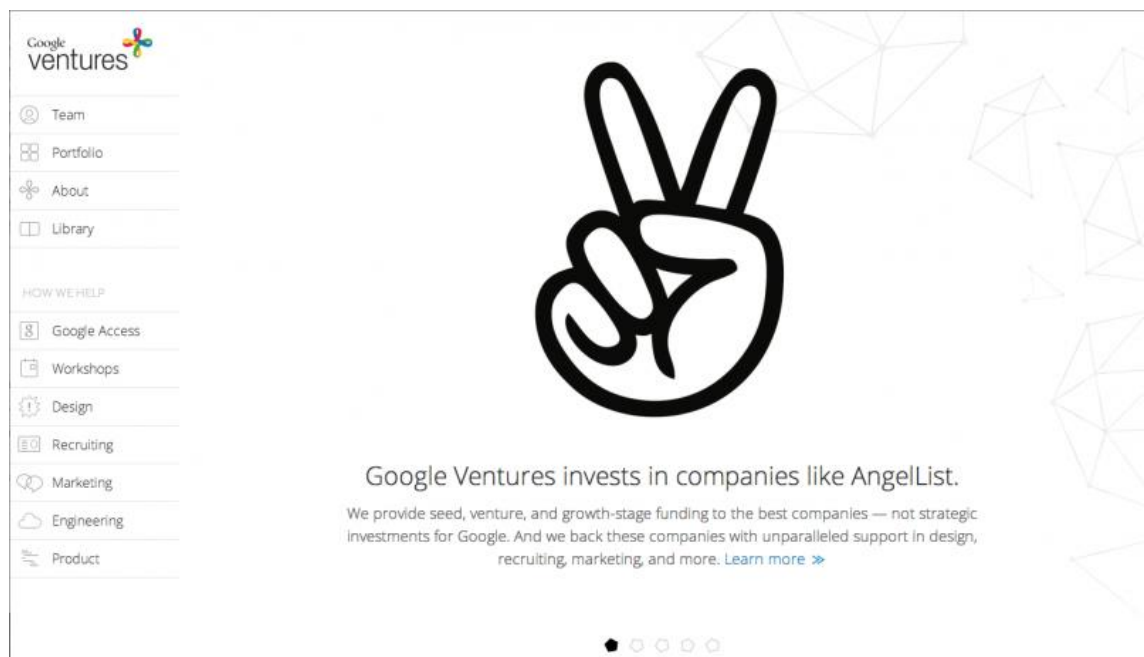 Google
ventures
Team
Portfolio
About
Library
HOW WE HELP
Google Access
Workshops
Design
Recruiting
Marketing
Engineering
Product
Google Ventures invests in companies like AngelList.
We provide seed, venture, and growth-stage funding to the best companies — not strategic
investments for Google. And we back these companies with unparalleled support in design,
recruiting, marketing, and more. Learn more ≫